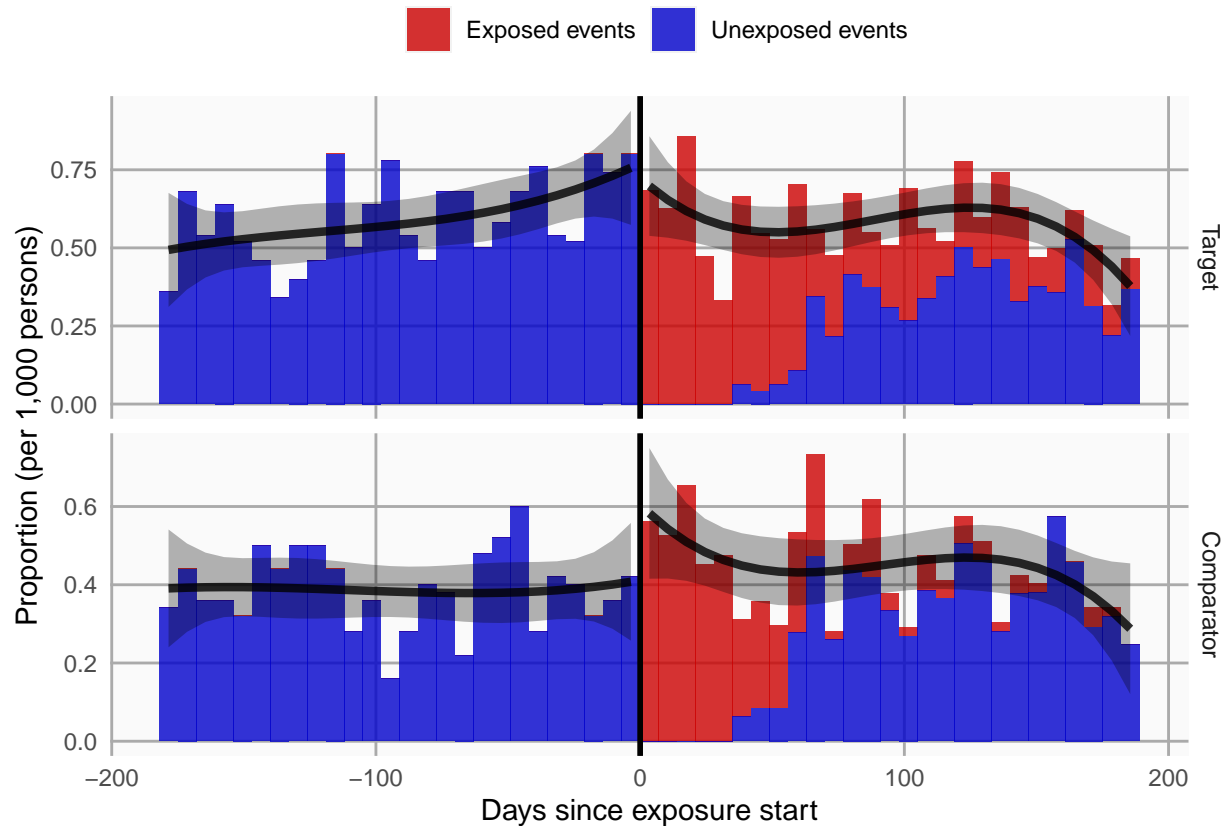 Exposed events
Unexposed events
Proportion (per 1,000 persons)
0.75
0.50
0.25
0.00
Target
0.6
0.4
0.2
0.0
Comparator
−200
−100
0
100
200
Days since exposure start